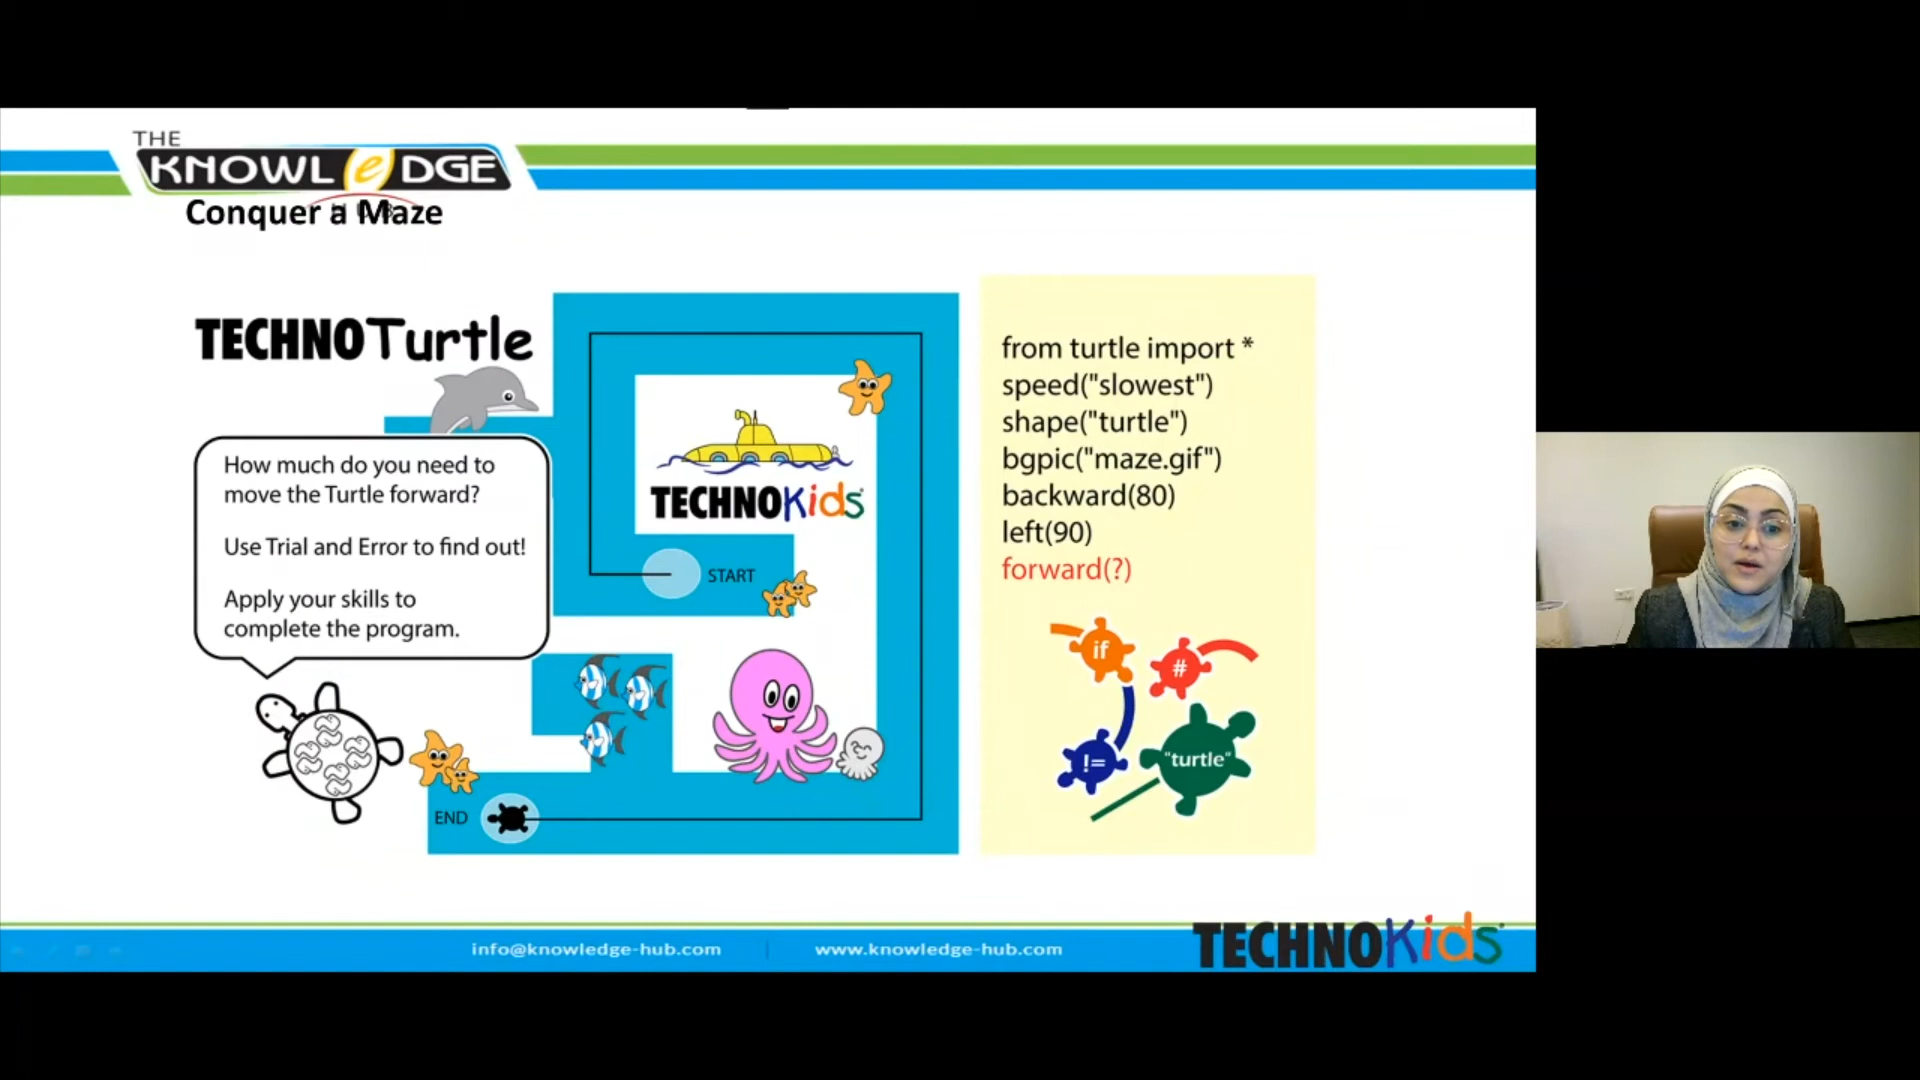 THE
KNOWLEDGE
Conquer a Maze
TECHNOTurtle
How much do you need to
move the Turtle forward?
Use Trial and Error to find out!
Apply your skills to
complete the program.
TECHNOKids
START
END
from turtle import *
speed("slowest")
shape("turtle")
bgpic("maze.gif")
backward(80)
left(90)
forward(?)
if
#
!=
"turtle"
info@knowledge-hub.com
www.knowledge-hub.com
TECHNOKids